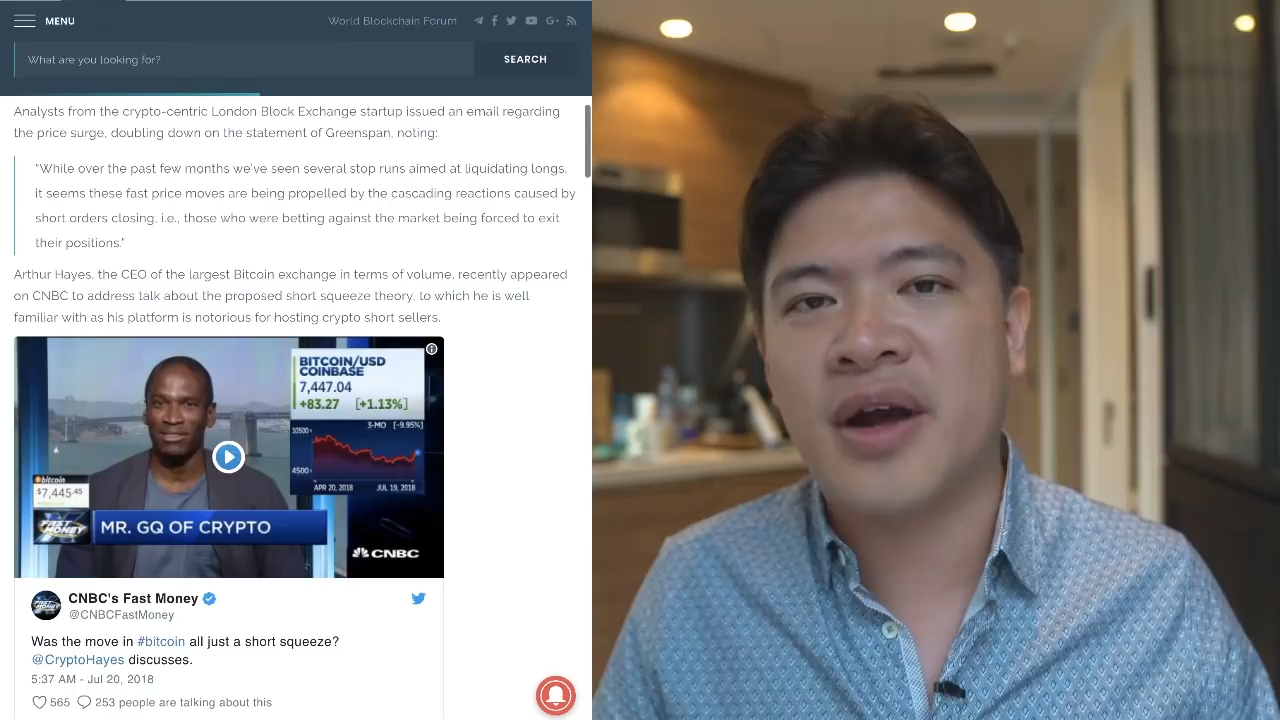 MENU
World Blockchain Forum
What are you looking for?
SEARCH
Analysts from the crypto-centric London Block Exchange startup issued an email regarding
the price surge, doubling down on the statement of Greenspan, noting:
“While over the past few months we've seen several stop runs aimed at liquidating longs,
it seems these fast price moves are being propelled by the cascading reactions caused by
short orders closing, i.e., those who were betting against the market being forced to exit
their positions.”
Arthur Hayes, the CEO of the largest Bitcoin exchange in terms of volume, recently appeared
on CNBC to address talk about the proposed short squeeze theory, to which he is well
familiar with as his platform is notorious for hosting crypto short sellers.
BITCOIN/USD
COINBASE
7,447.04
+83.27 [+1.13%]
3-MO [-9.95%]
10500
4500
APR 20, 2018 JUL 19, 2018
bitcoin
$7,445.45
FAST
MONEY
MR. GQ OF CRYPTO
CNBC
CNBC's Fast Money
@CNBCFastMoney
Was the move in #bitcoin all just a short squeeze?
@CryptoHayes discusses.
5:37 AM - Jul 20, 2018
565 253 people are talking about this